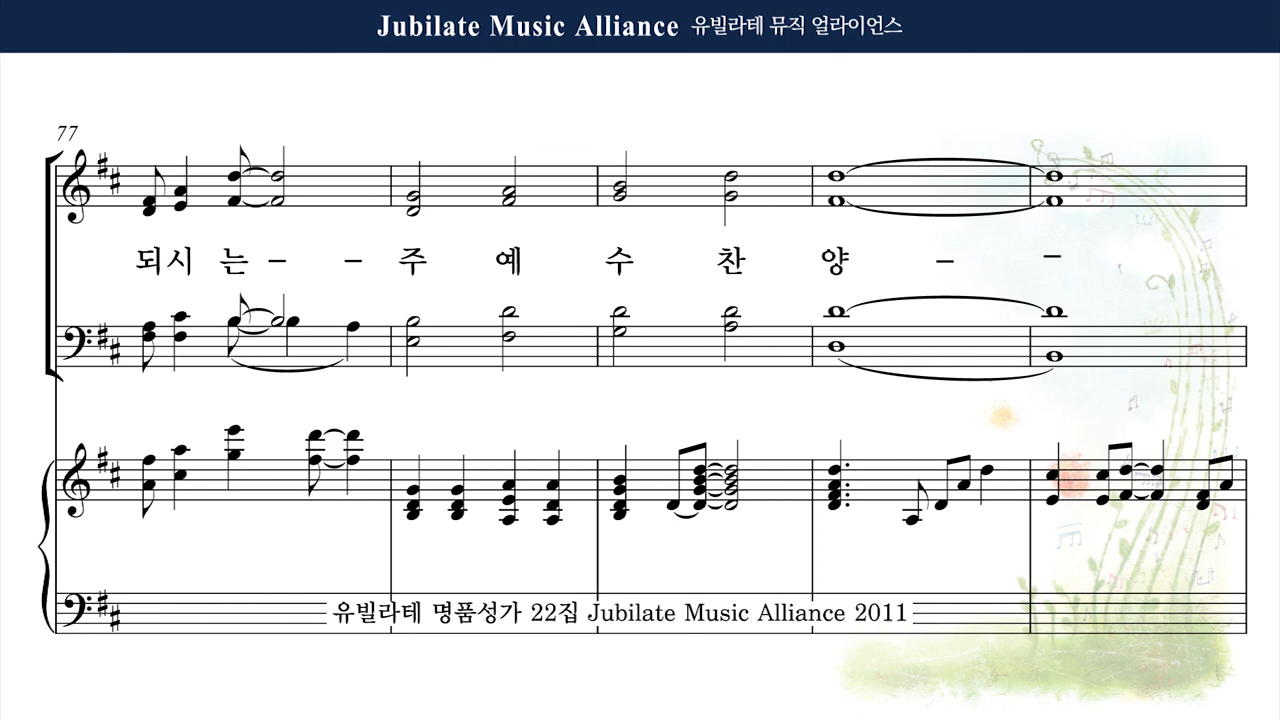 Jubilate Music Alliance 유빌라테 뮤직 얼라이언스
77
되시 는 – – 주 예 수 찬 양 – –
유빌라테 명품성가 22집 Jubilate Music Alliance 2011